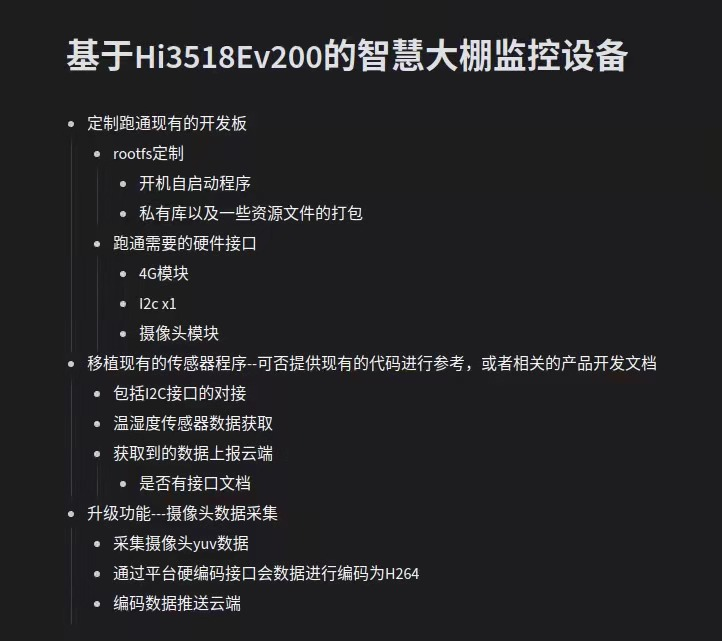 基于Hi3518Ev200的智慧大棚监控设备
定制跑通现有的开发板
rootfs定制
开机自启动程序
私有库以及一些资源文件的打包
跑通需要的硬件接口
4G模块
I2c x1
摄像头模块
移植现有的传感器程序--可否提供现有的代码进行参考，或者相关的产品开发文档
包括I2C接口的对接
温湿度传感器数据获取
获取到的数据上报云端
是否有接口文档
升级功能---摄像头数据采集
采集摄像头yuv数据
通过平台硬编码接口会数据进行编码为H264
编码数据推送云端